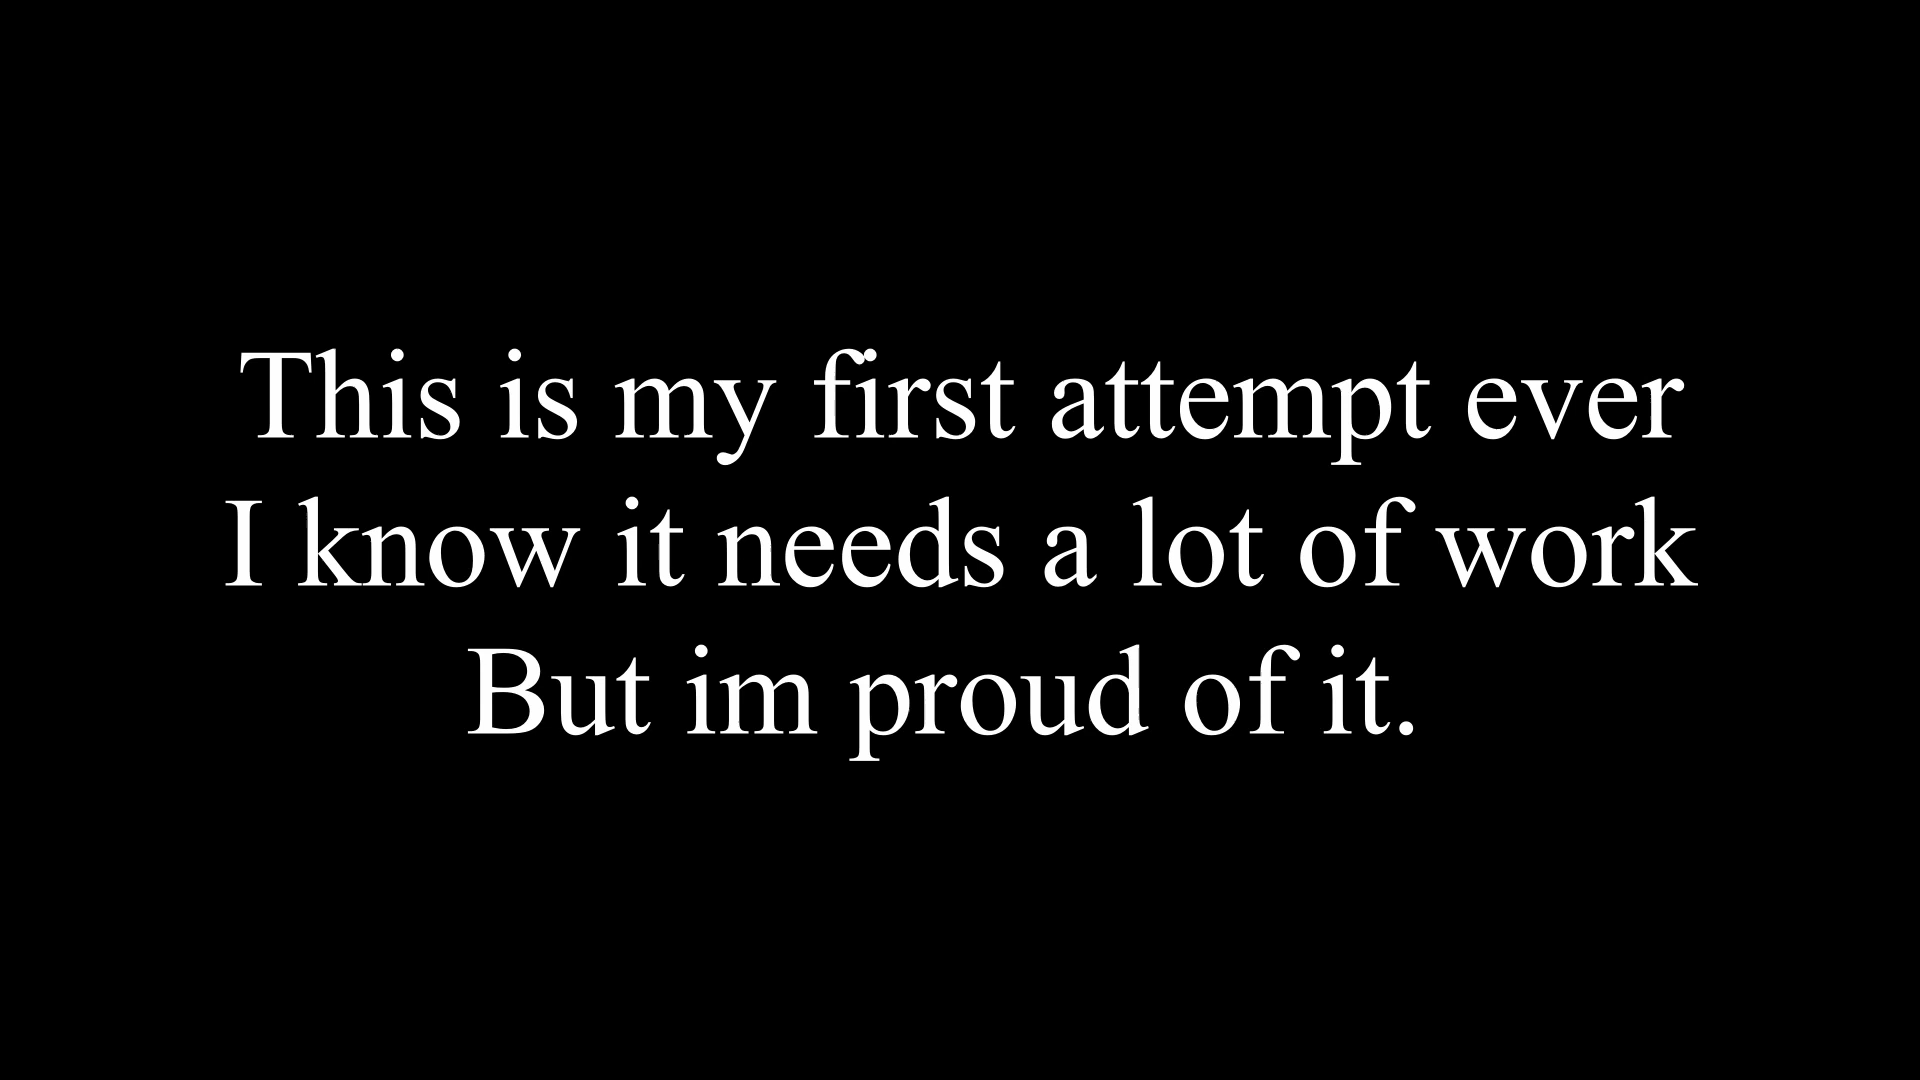 This is my first attempt ever
I know it needs a lot of work
But im proud of it.